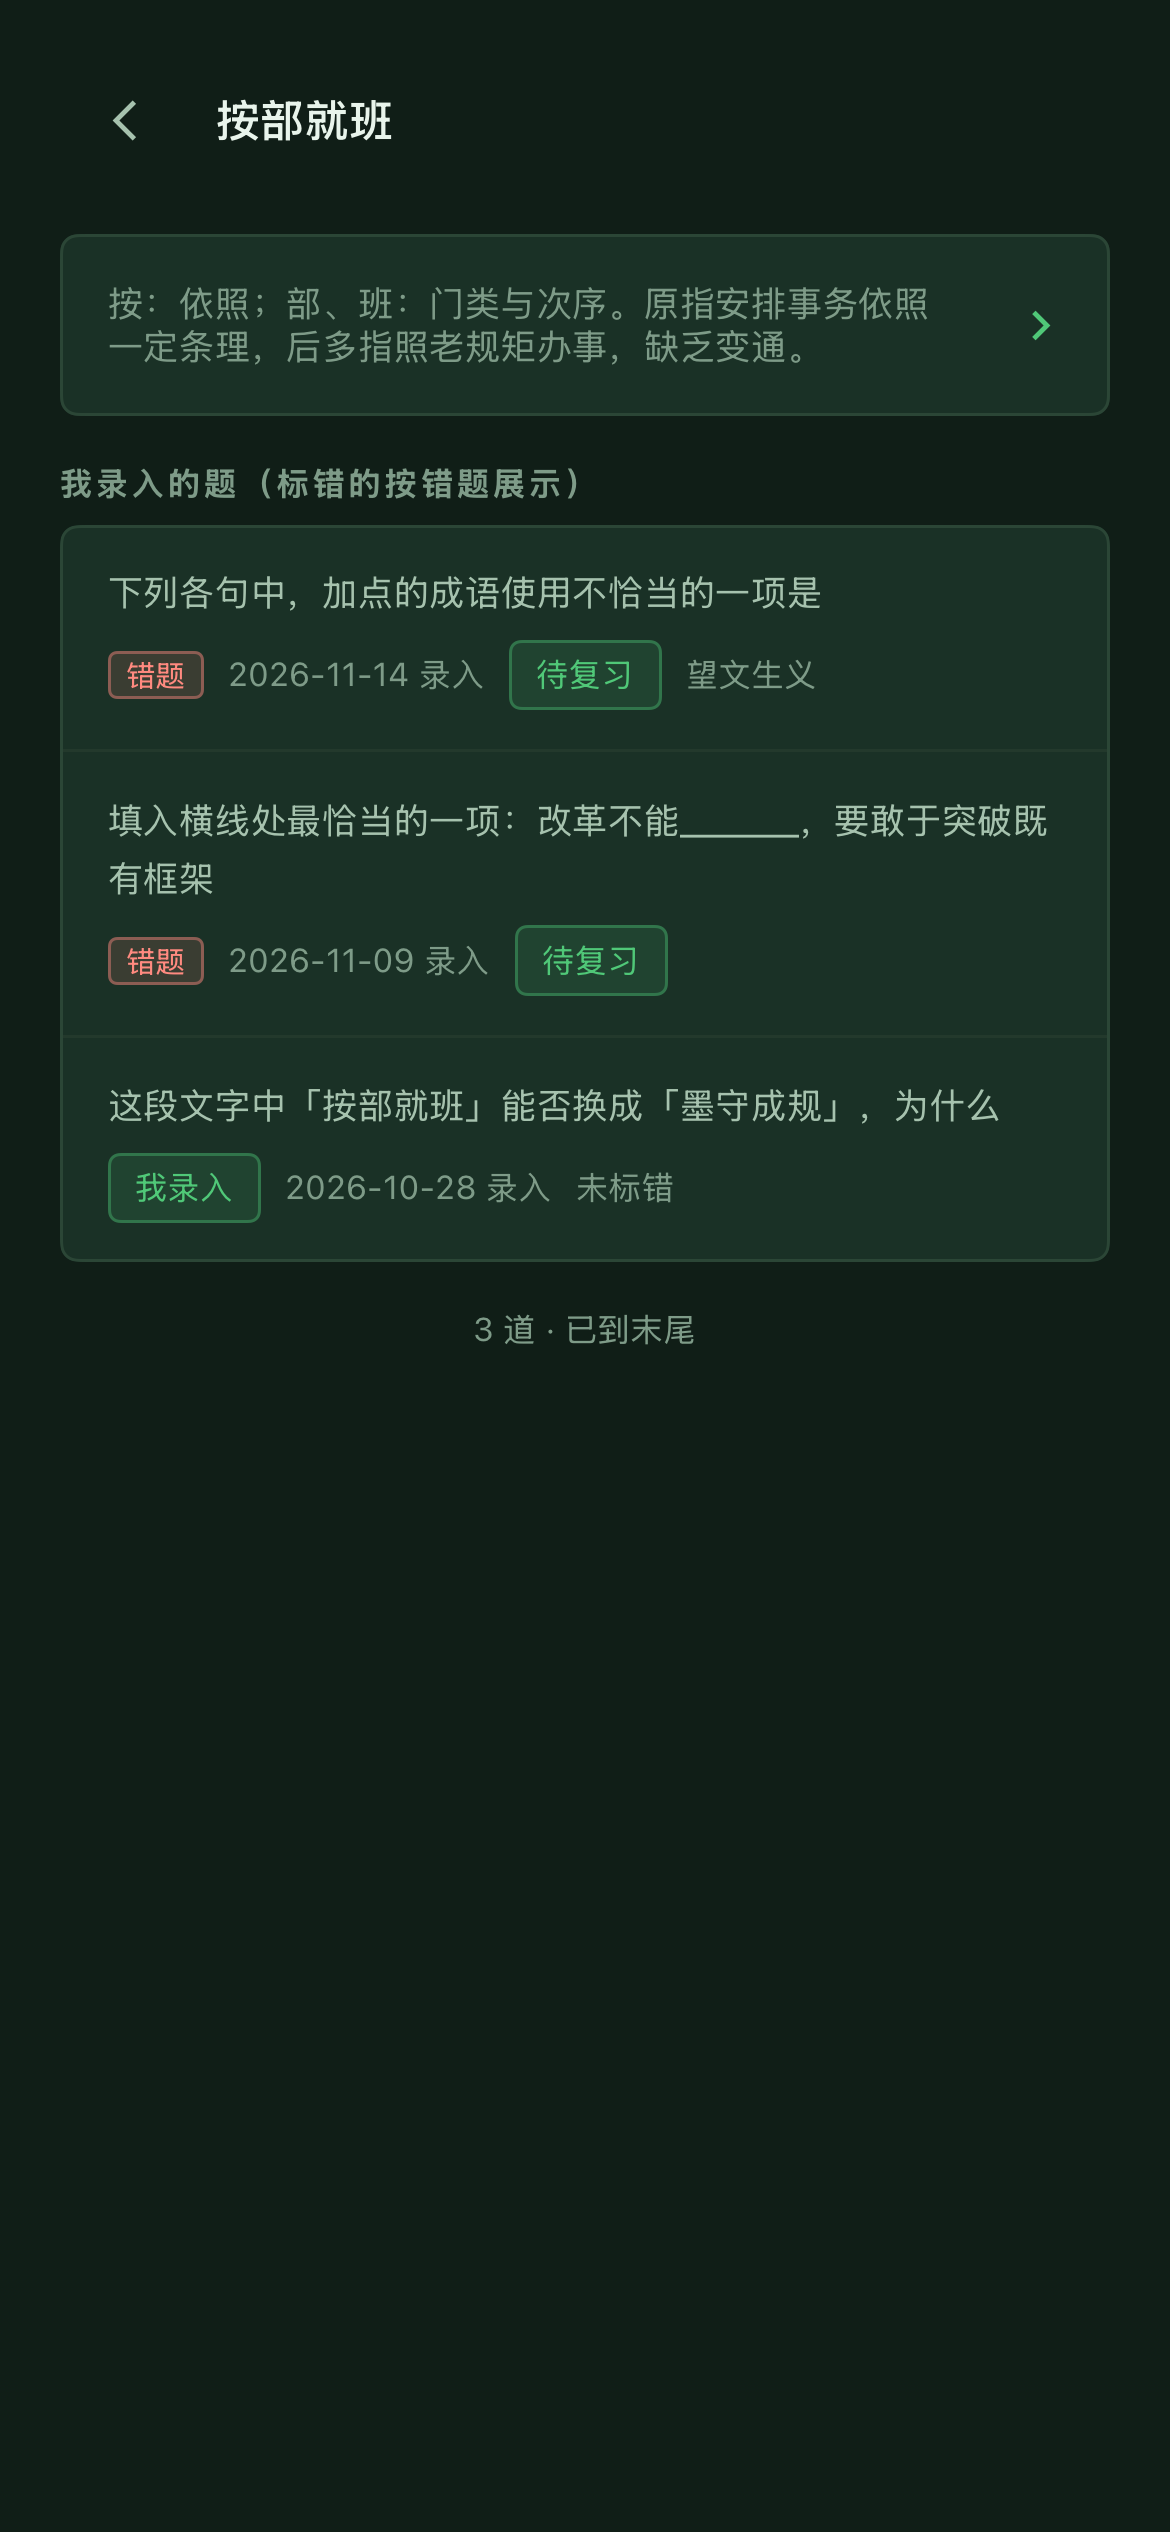 按部就班
按：依照；部、班：门类与次序。原指安排事务依照
一定条理，后多指照老规矩办事，缺乏变通。
我录入的题（标错的按错题展示）
下列各句中，加点的成语使用不恰当的一项是
错题 2026-11-14 录入 待复习 望文生义
填入横线处最恰当的一项：改革不能______，要敢于突破既
有框架
错题 2026-11-09 录入 待复习
这段文字中「按部就班」能否换成「墨守成规」，为什么
我录入 2026-10-28 录入 未标错
3 道 · 已到末尾